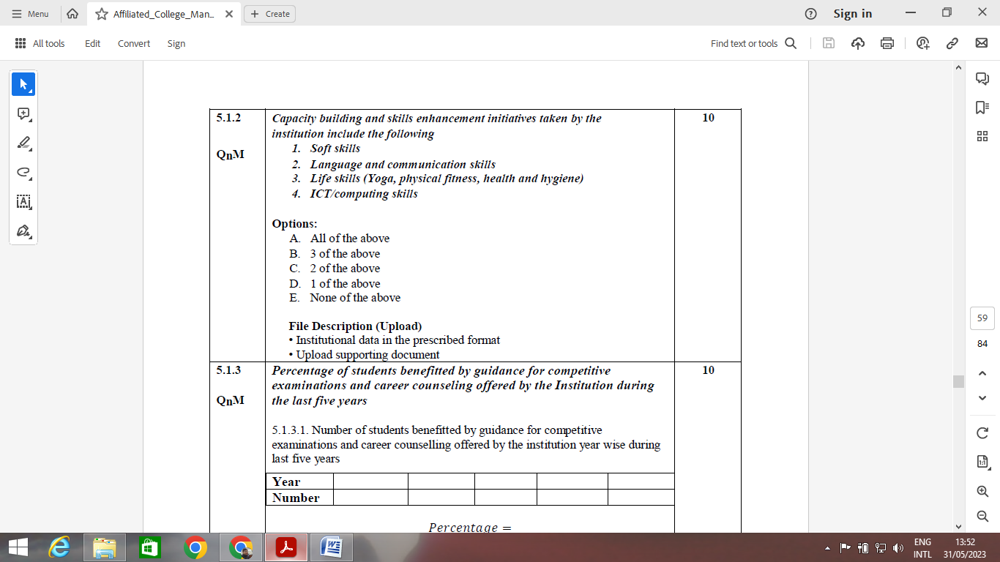 Menu
Affiliated_College_Man...
Create
Sign in
All tools
Edit
Convert
Sign
Find text or tools
5.1.2
QnM
Capacity building and skills enhancement initiatives taken by the
institution include the following
1. Soft skills
2. Language and communication skills
3. Life skills (Yoga, physical fitness, health and hygiene)
4. ICT/computing skills
10
Options:
A. All of the above
B. 3 of the above
C. 2 of the above
D. 1 of the above
E. None of the above
File Description (Upload)
• Institutional data in the prescribed format
• Upload supporting document
5.1.3
QnM
Percentage of students benefitted by guidance for competitive
examinations and career counseling offered by the Institution during
the last five years
10
5.1.3.1. Number of students benefitted by guidance for competitive
examinations and career counselling offered by the institution year wise during
last five years
Year
Number
Percentage =
59
84
1:1
ENG
INTL
13:52
31/05/2023